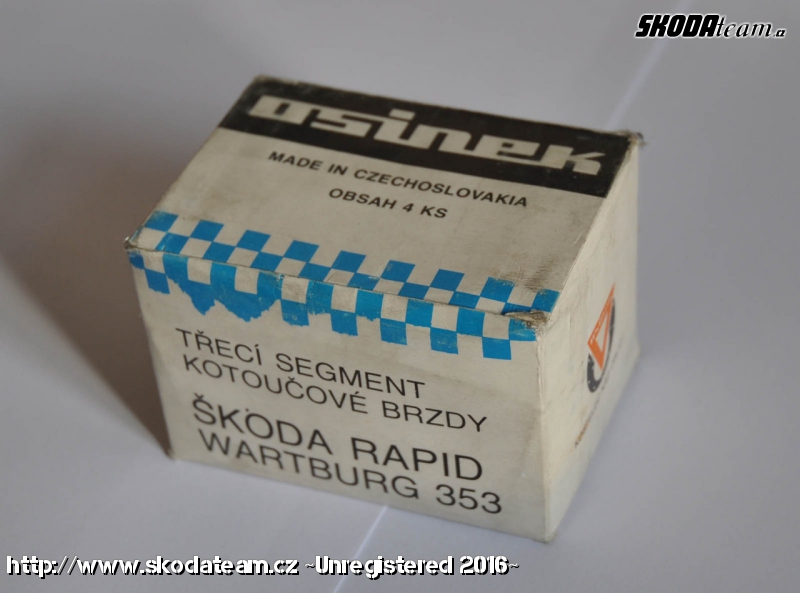 SKODAteam.cz
osinek
MADE IN CZECHOSLOVAKIA
OBSAH 4 KS
TŘECÍ SEGMENT
KOTOUČOVÉ BRZDY
ŠKODA RAPID
WARTBURG 353
http://www.skodateam.cz ~Unregistered 2016~